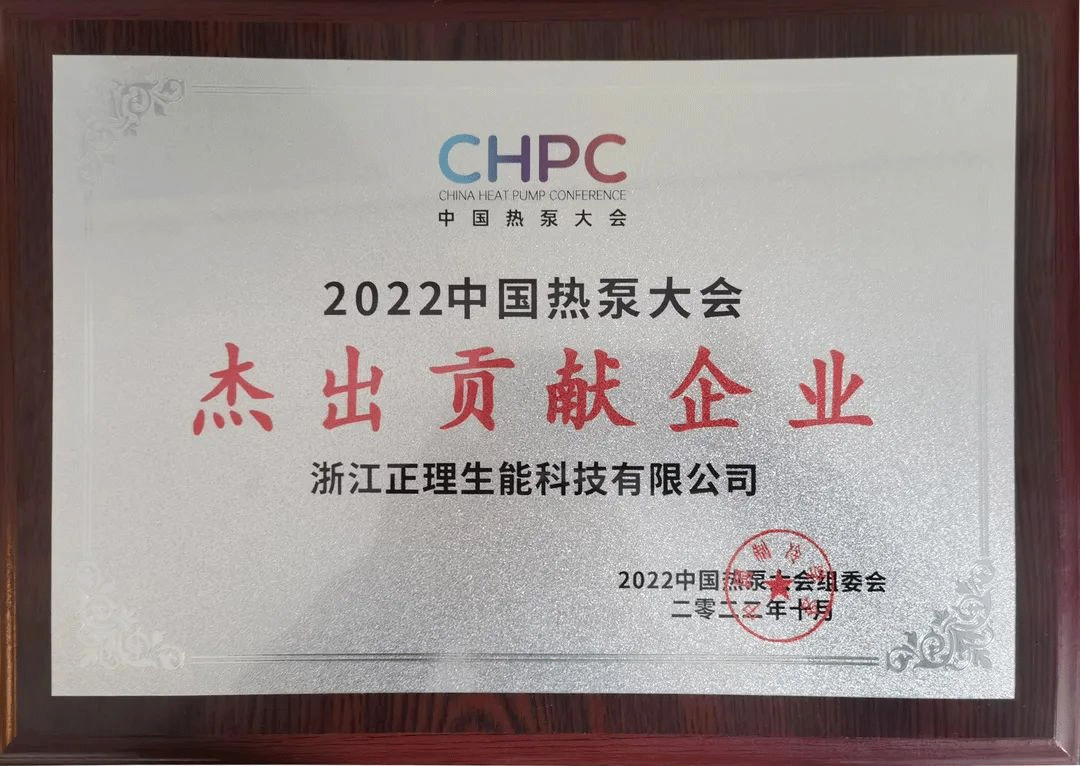 CHPC
CHINA HEAT PUMP CONFERENCE
中国热泵大会
2022中国热泵大会
杰出贡献企业
浙江正理生能科技有限公司
2022中国热泵大会组委会
二零二二年十月